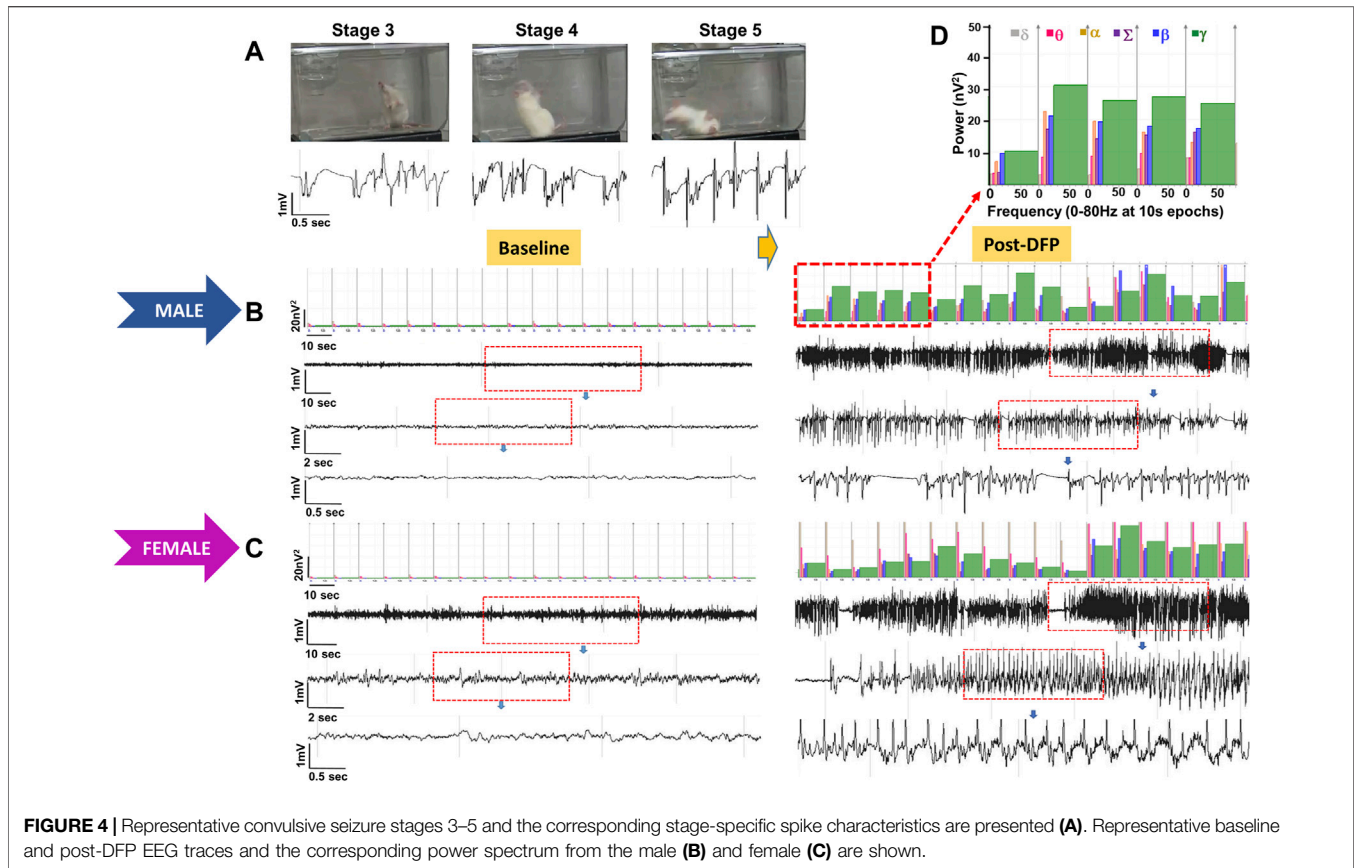 Stage 3 Stage 4 Stage 5
A
1mV
0.5 sec
D
δ θ α Σ β γ
Power (nV²)
50
40
30
20
10
0 50 0 50 0 50 0 50 0 50
Frequency (0-80Hz at 10s epochs)
Baseline
Post-DFP
MALE
B
20nV²
10 sec
1mV
10 sec
1mV
2 sec
1mV
0.5 sec
FEMALE
C
20nV²
10 sec
1mV
10 sec
1mV
2 sec
1mV
0.5 sec
FIGURE 4 | Representative convulsive seizure stages 3–5 and the corresponding stage-specific spike characteristics are presented (A). Representative baseline
and post-DFP EEG traces and the corresponding power spectrum from the male (B) and female (C) are shown.